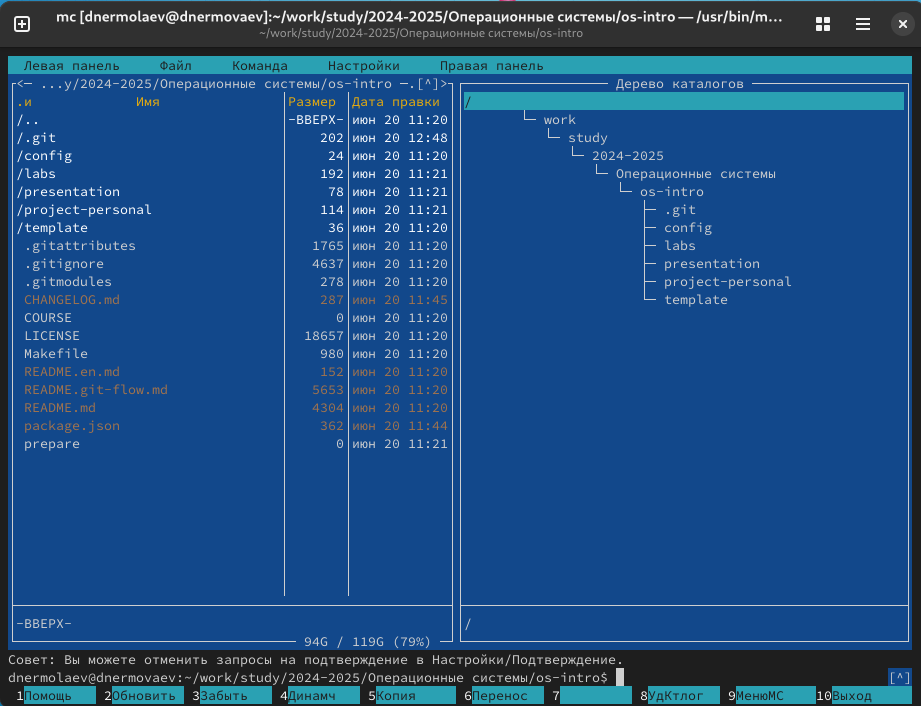 mc [dnermolaev@dnermovaev]:~/work/study/2024-2025/Операционные системы/os-intro — /usr/bin/m...
~/work/study/2024-2025/Операционные системы/os-intro
Левая панель Файл Команда Настройки Правая панель
<— ...y/2024-2025/Операционные системы/os-intro —.[^]>
.и Имя Размер Дата правки
/.. -ВВЕРХ- июн 20 11:20
/.git 202 июн 20 12:48
/config 24 июн 20 11:20
/labs 192 июн 20 11:21
/presentation 78 июн 20 11:21
/project-personal 114 июн 20 11:21
/template 36 июн 20 11:20
.gitattributes 1765 июн 20 11:20
.gitignore 4637 июн 20 11:20
.gitmodules 278 июн 20 11:20
CHANGELOG.md 287 июн 20 11:45
COURSE 0 июн 20 11:20
LICENSE 18657 июн 20 11:20
Makefile 980 июн 20 11:20
README.en.md 152 июн 20 11:20
README.git-flow.md 5653 июн 20 11:20
README.md 4304 июн 20 11:20
package.json 362 июн 20 11:44
prepare 0 июн 20 11:21
-ВВЕРХ-
94G / 119G (79%)
Дерево каталогов
/
work
study
2024-2025
Операционные системы
os-intro
.git
config
labs
presentation
project-personal
template
/
Совет: Вы можете отменить запросы на подтверждение в Настройки/Подтверждение.
dnermolaev@dnermovaev:~/work/study/2024-2025/Операционные системы/os-intro$ [^]
1Помощь 2Обновить 3Забыть 4Динамч 5Копия 6Перенос 7 8УдКтлог 9МенюMC 10Выход